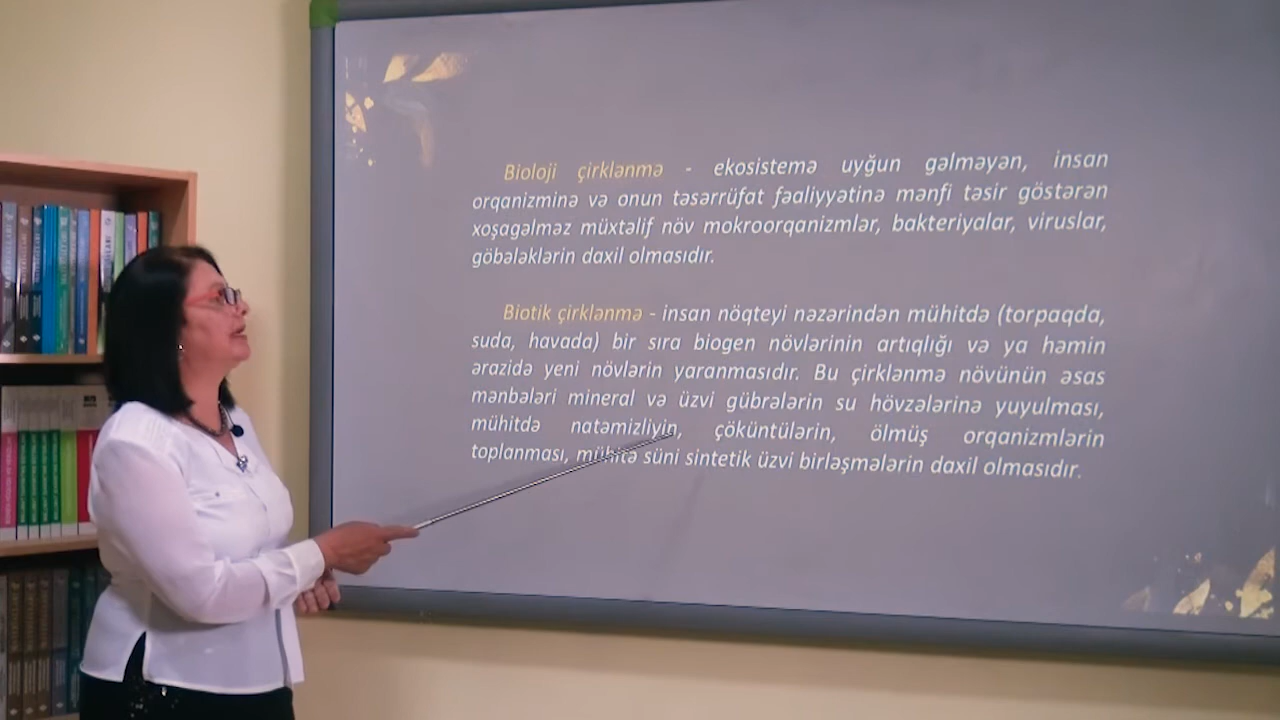 Bioloji çirklənmə - ekosistemə uyğun gəlməyən, insan
orqanizminə və onun təsərrüfat fəaliyyətinə mənfi təsir göstərən
xoşagəlməz müxtəlif növ mokroorqanizmlər, bakteriyalar, viruslar,
göbələklərin daxil olmasıdır.
Biotik çirklənmə - insan nöqteyi nəzərindən mühitdə (torpaqda,
suda, havada) bir sıra biogen növlərinin artıqlığı və ya həmin
ərazidə yeni növlərin yaranmasıdır. Bu çirklənmə növünün əsas
mənbələri mineral və üzvi gübrələrin su hövzələrinə yuyulması,
mühitdə natəmizliyin, çöküntülərin, ölmüş orqanizmlərin
toplanması, mühitə süni sintetik üzvi birləşmələrin daxil olmasıdır.